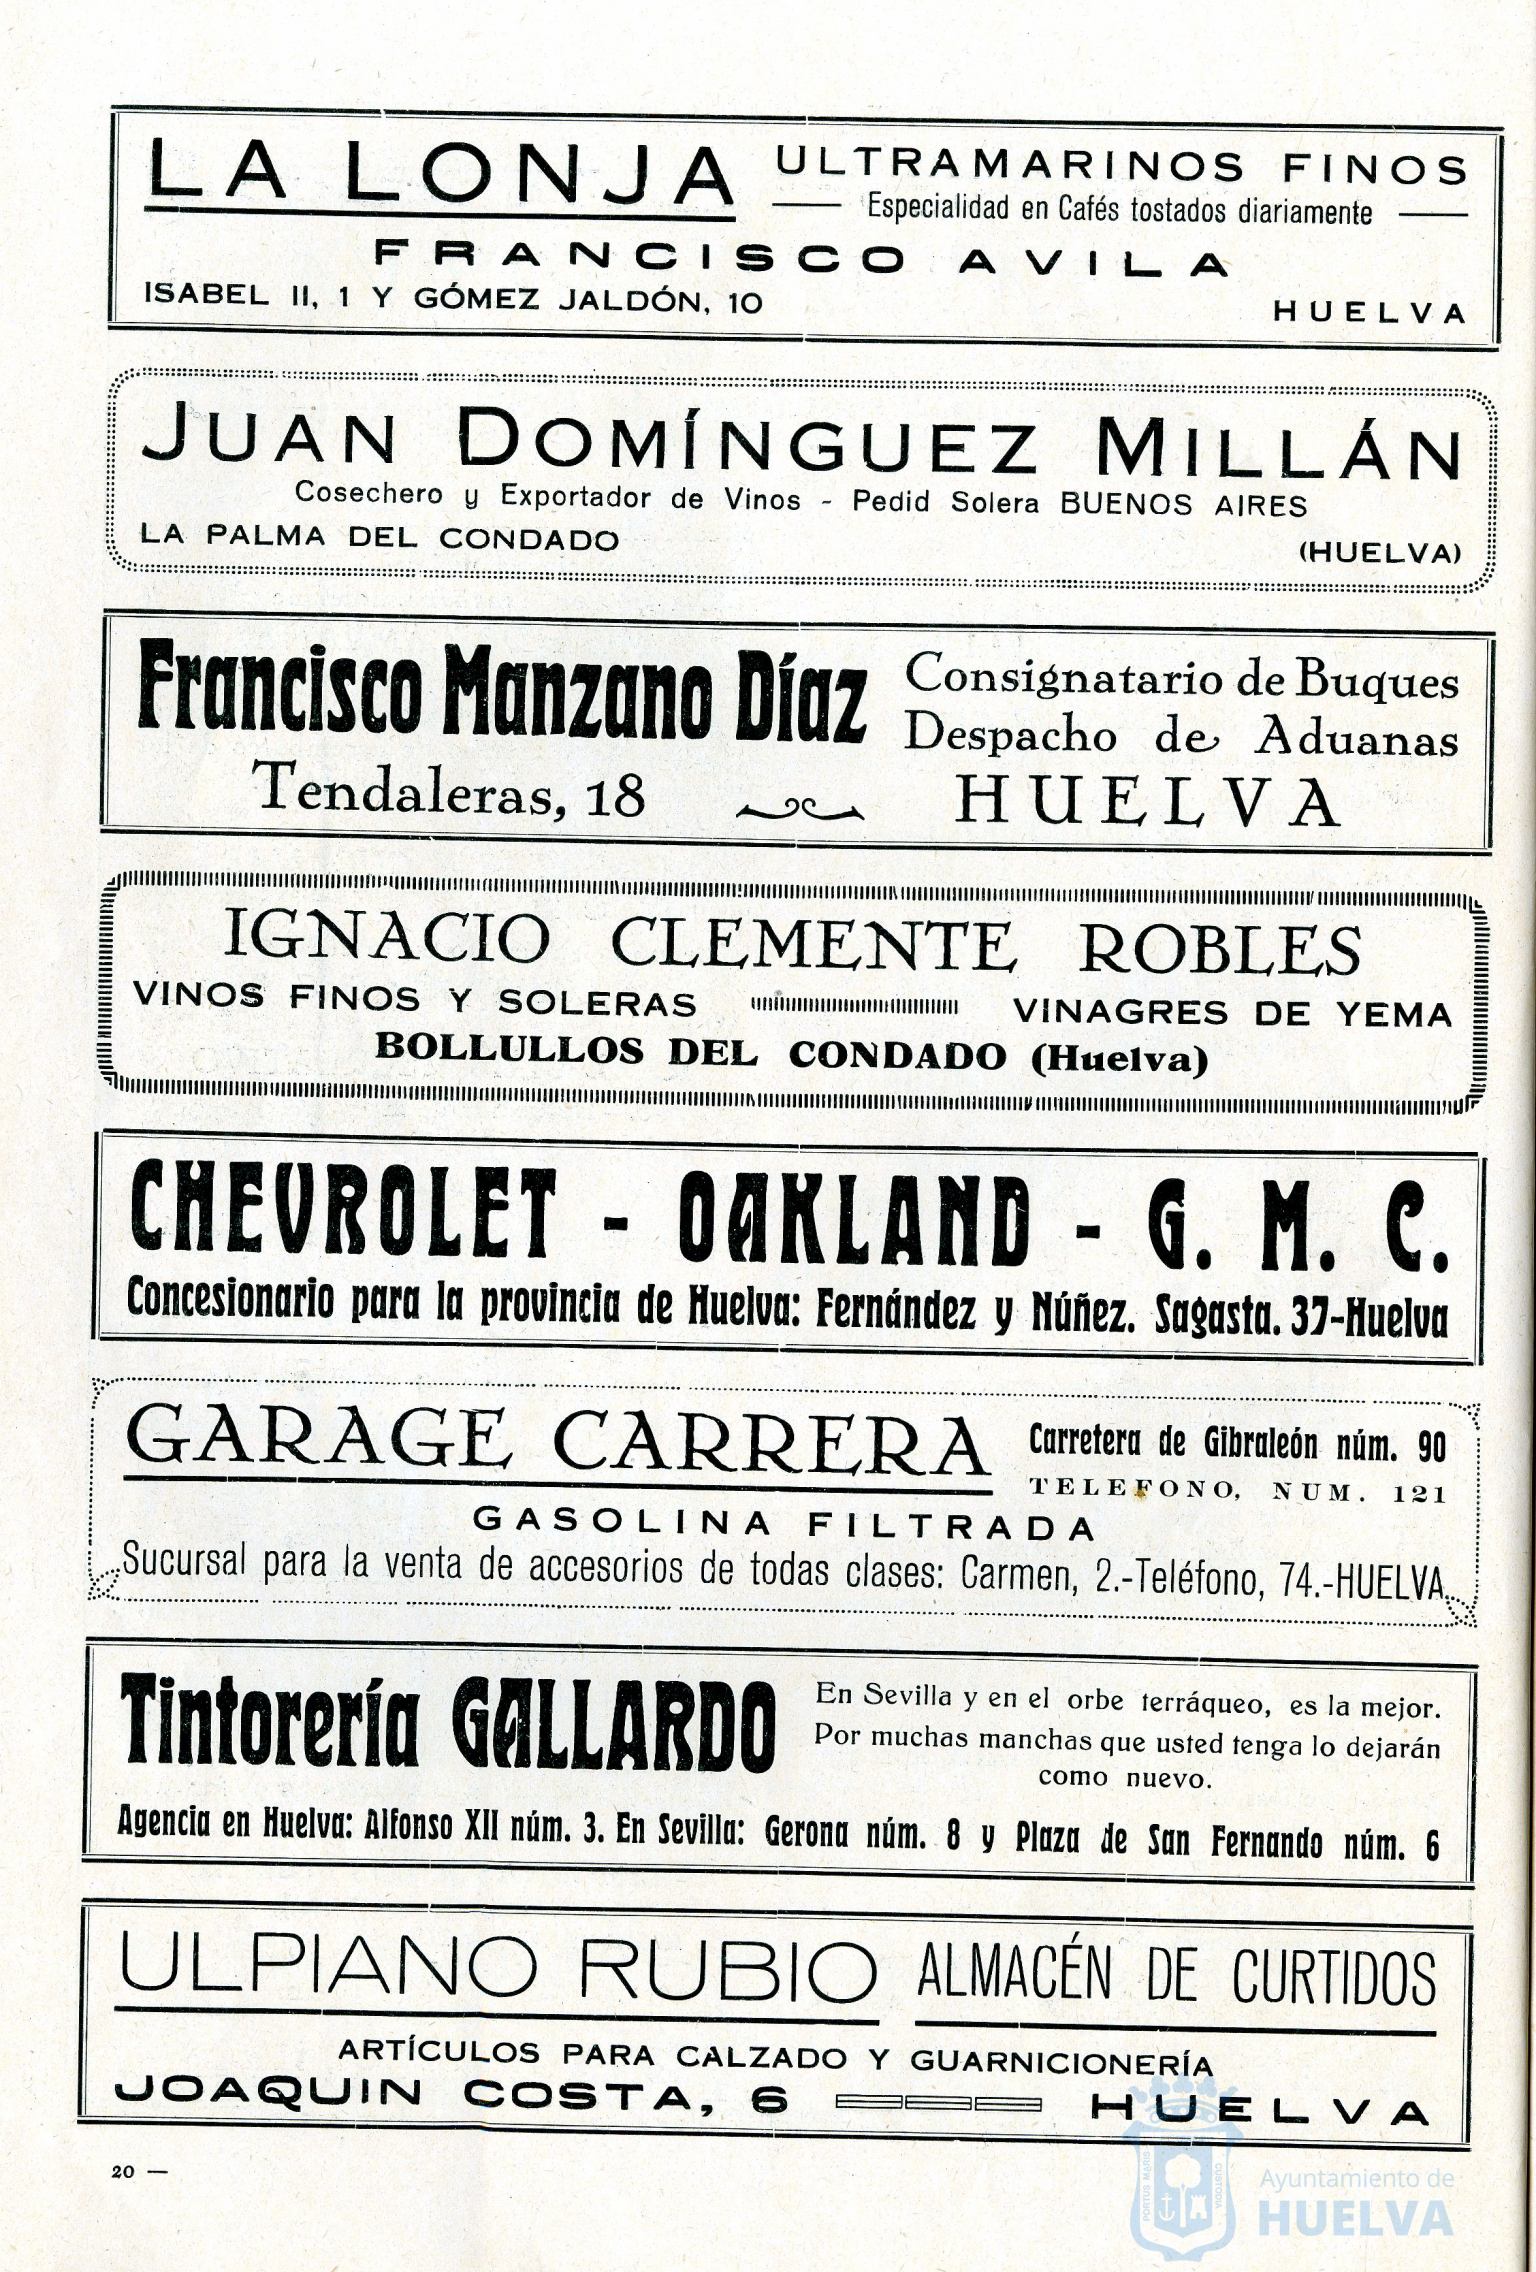 LA LONJA ULTRAMARINOS FINOS
Especialidad en Cafés tostados diariamente
FRANCISCO AVILA
ISABEL II, 1 Y GÓMEZ JALDÓN, 10 HUELVA
JUAN DOMÍNGUEZ MILLÁN
Cosechero y Exportador de Vinos - Pedid Solera BUENOS AIRES
LA PALMA DEL CONDADO (HUELVA)
Francisco Manzano Díaz Consignatario de Buques
Despacho de Aduanas
Tendaleras, 18 HUELVA
IGNACIO CLEMENTE ROBLES
VINOS FINOS Y SOLERAS VINAGRES DE YEMA
BOLLULLOS DEL CONDADO (Huelva)
CHEVROLET - OAKLAND - G. M. C.
Concesionario para la provincia de Huelva: Fernández y Núñez. Sagasta. 37-Huelva
GARAGE CARRERA Carretera de Gibraleón núm. 90
TELEFONO, NUM. 121
GASOLINA FILTRADA
Sucursal para la venta de accesorios de todas clases: Carmen, 2.-Teléfono, 74.-HUELVA
Tintorería GALLARDO En Sevilla y en el orbe terráqueo, es la mejor.
Por muchas manchas que usted tenga lo dejarán
como nuevo.
Agencia en Huelva: Alfonso XII núm. 3. En Sevilla: Gerona núm. 8 y Plaza de San Fernando núm. 6
ULPIANO RUBIO ALMACÉN DE CURTIDOS
ARTÍCULOS PARA CALZADO Y GUARNICIONERÍA
JOAQUIN COSTA, 6 HUELVA
20 —
PORTUS MARIS CUSTODIA
Ayuntamiento de
HUELVA